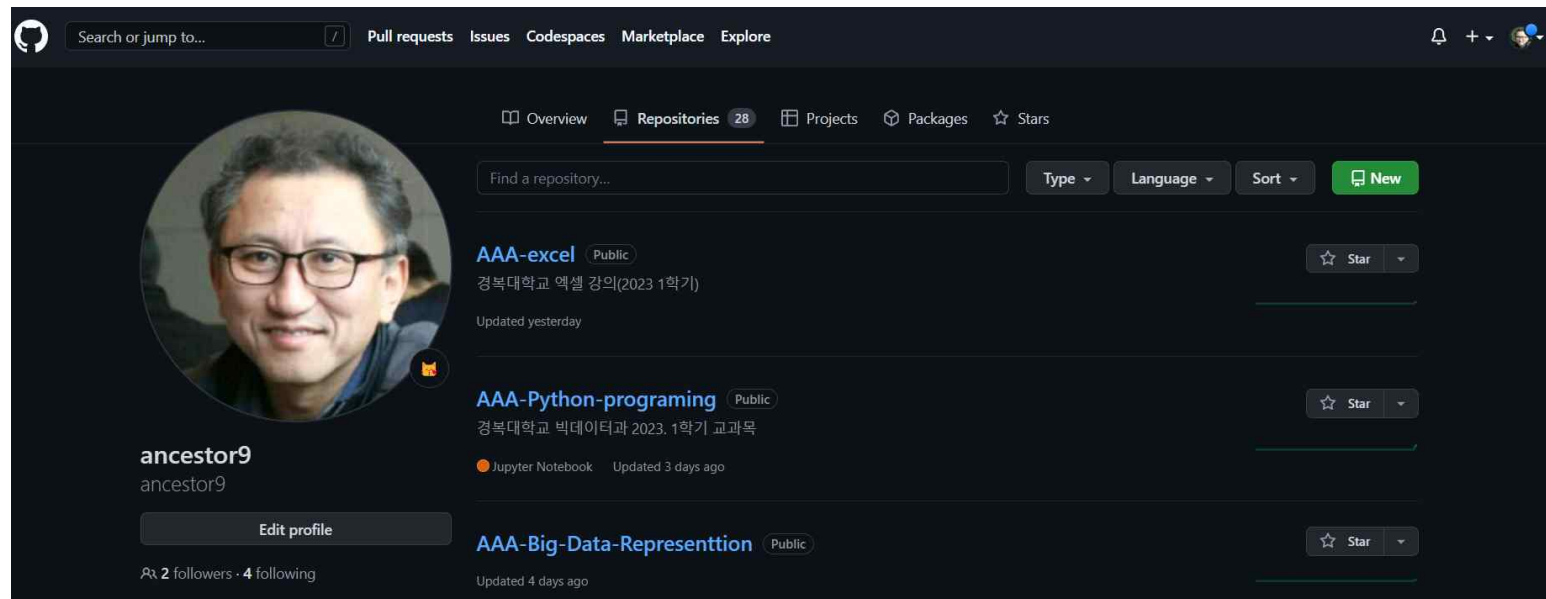 Search or jump to... / Pull requests Issues Codespaces Marketplace Explore
Overview Repositories 28 Projects Packages Stars
Find a repository... Type Language Sort New
AAA-excel Public Star
경복대학교 엑셀 강의(2023 1학기)
Updated yesterday
AAA-Python-programing Public Star
경복대학교 빅데이터과 2023. 1학기 교과목
Jupyter Notebook Updated 3 days ago
AAA-Big-Data-Representtion Public Star
Updated 4 days ago
ancestor9
ancestor9
Edit profile
2 followers · 4 following